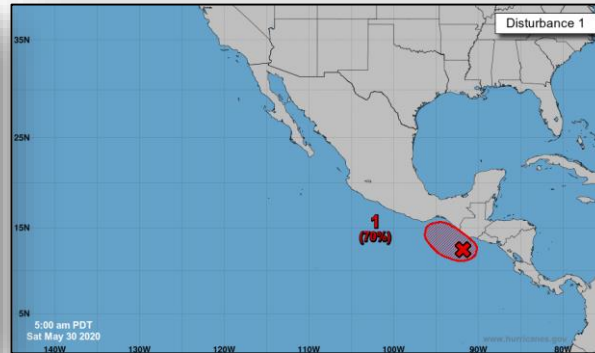 Disturbance 1
35N
25N
15N
5N
1
(70%)
5:00 am PDT
Sat May 30 2020
www.hurricanes.gov
140W
130W
120W
110W
100W
90W
80W